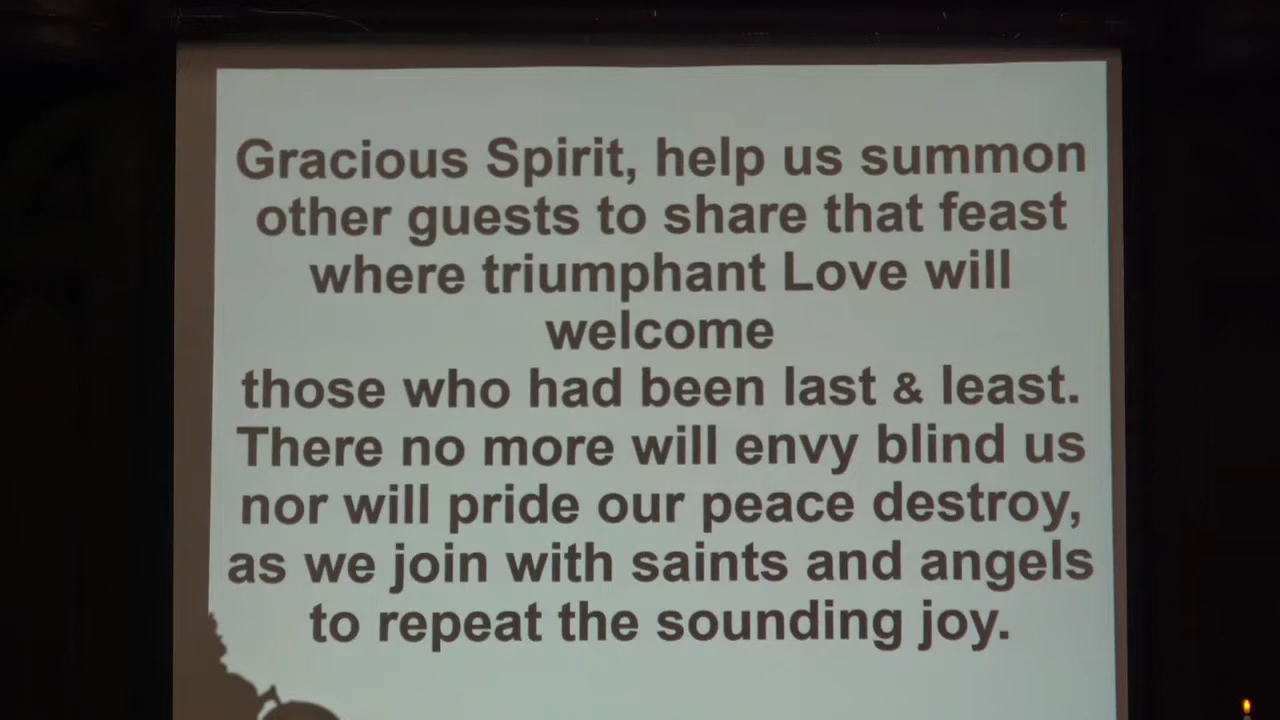 Gracious Spirit, help us summon
other guests to share that feast
where triumphant Love will
welcome
those who had been last & least.
There no more will envy blind us
nor will pride our peace destroy,
as we join with saints and angels
to repeat the sounding joy.